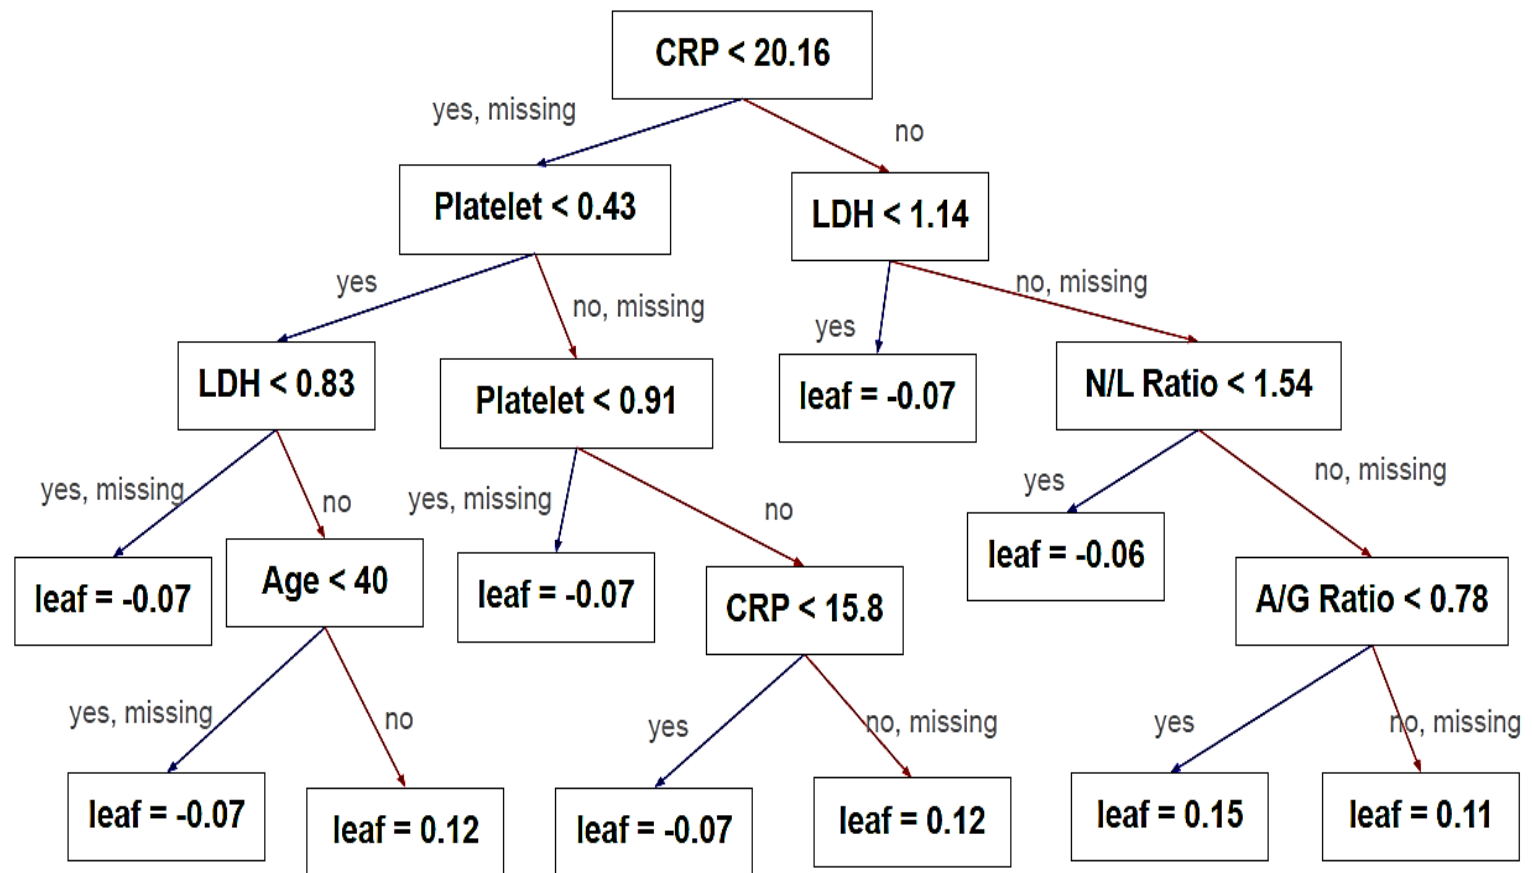 CRP < 20.16
yes, missing
no
Platelet < 0.43
LDH < 1.14
yes
no, missing
yes
no, missing
LDH < 0.83
Platelet < 0.91
leaf = -0.07
N/L Ratio < 1.54
yes, missing
no
yes, missing
no
yes
no, missing
leaf = -0.07
Age < 40
leaf = -0.07
CRP < 15.8
leaf = -0.06
A/G Ratio < 0.78
yes, missing
no
yes
no, missing
yes
no, missing
leaf = -0.07
leaf = 0.12
leaf = -0.07
leaf = 0.12
leaf = 0.15
leaf = 0.11